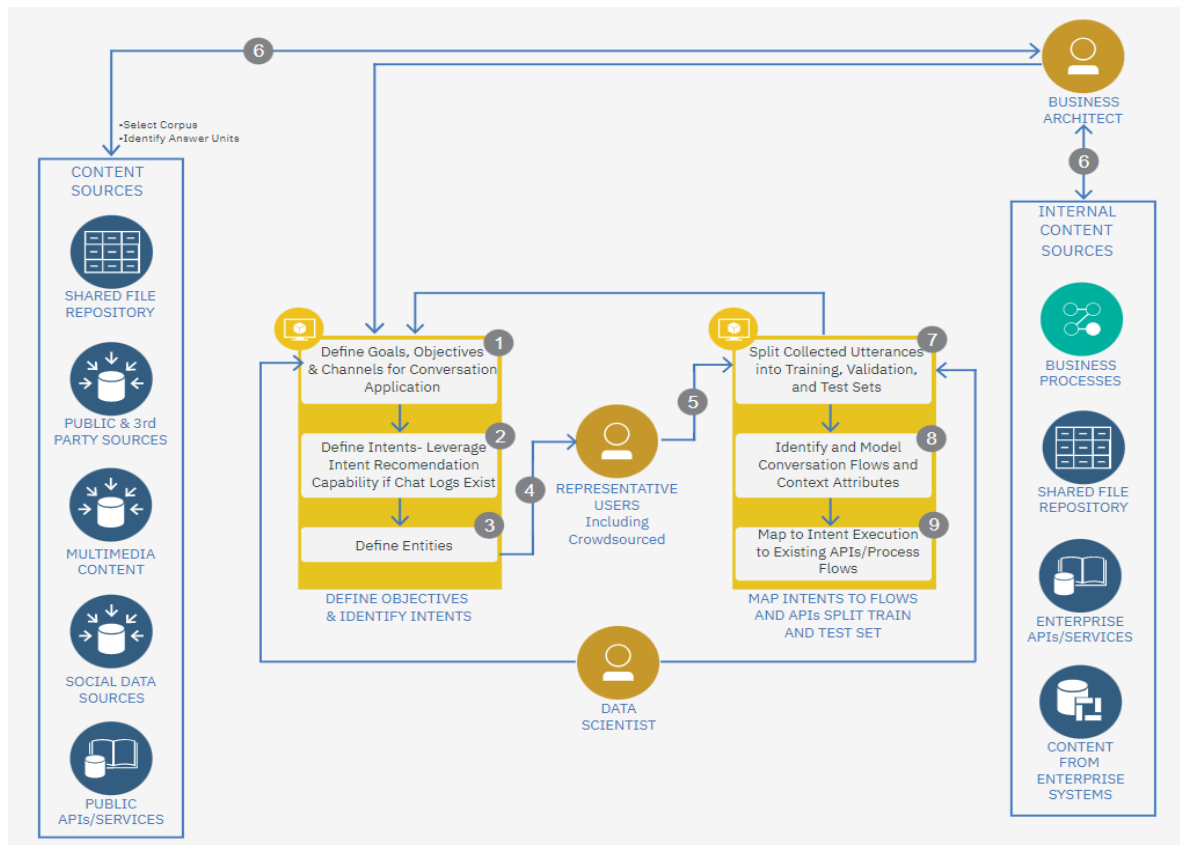 6
BUSINESS
ARCHITECT
-Select Corpus
-Identify Answer Units
6
CONTENT
SOURCES
SHARED FILE
REPOSITORY
PUBLIC & 3rd
PARTY SOURCES
MULTIMEDIA
CONTENT
SOCIAL DATA
SOURCES
PUBLIC
APIs/SERVICES
1
Define Goals, Objectives
& Channels for Conversation
Application
2
Define Intents- Leverage
Intent Recomendation
Capability if Chat Logs Exist
3
Define Entities
DEFINE OBJECTIVES
& IDENTIFY INTENTS
4
REPRESENTATIVE
USERS
Including
Crowdsourced
5
7
Split Collected Utterances
into Training, Validation,
and Test Sets
8
Identify and Model
Conversation Flows and
Context Attributes
9
Map to Intent Execution
to Existing APIs/Process
Flows
MAP INTENTS TO FLOWS
AND APIs SPLIT TRAIN
AND TEST SET
DATA
SCIENTIST
INTERNAL
CONTENT
SOURCES
BUSINESS
PROCESSES
SHARED FILE
REPOSITORY
ENTERPRISE
APIs/SERVICES
CONTENT
FROM
ENTERPRISE
SYSTEMS